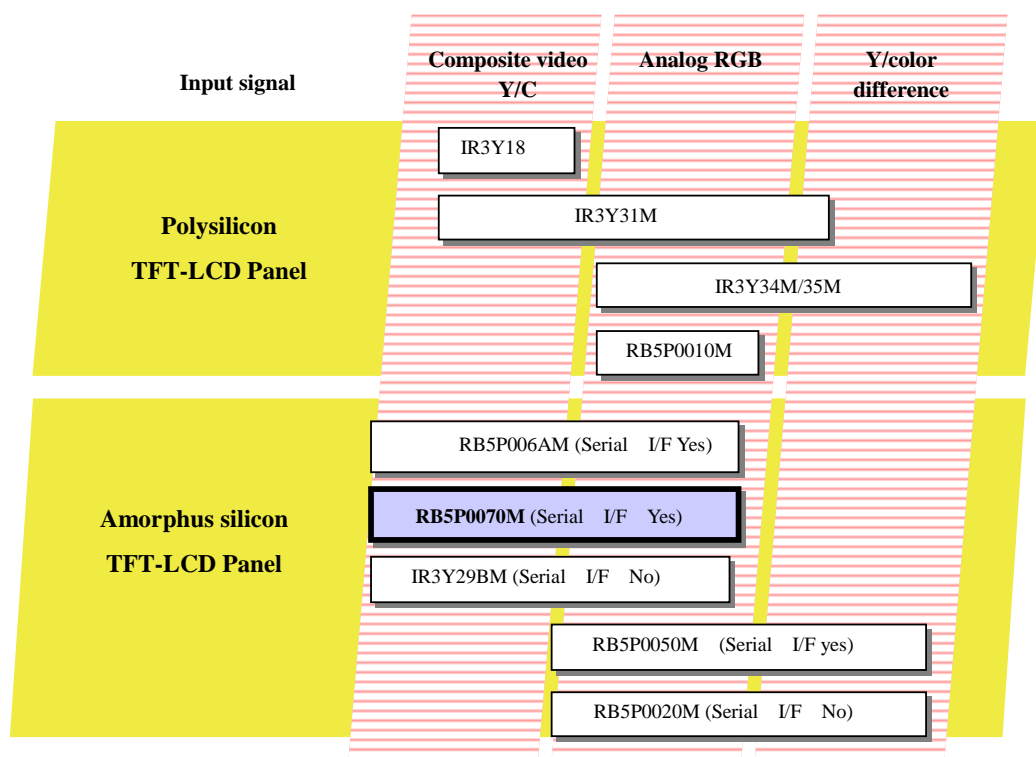 Input signal
Composite video
Y/C
Analog RGB
Y/color
difference
Polysilicon
TFT-LCD Panel
IR3Y18
IR3Y31M
IR3Y34M/35M
RB5P0010M
Amorphus silicon
TFT-LCD Panel
RB5P006AM (Serial I/F Yes)
RB5P0070M (Serial I/F Yes)
IR3Y29BM (Serial I/F No)
RB5P0050M (Serial I/F yes)
RB5P0020M (Serial I/F No)